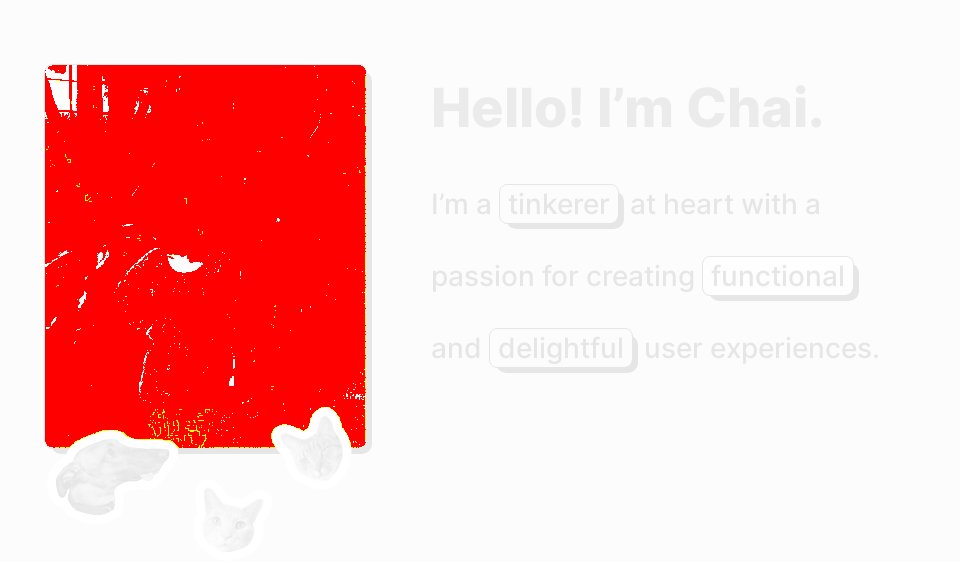 Hello! I’m Chai.
I’m a tinkerer at heart with a
passion for creating functional
and delightful user experiences.